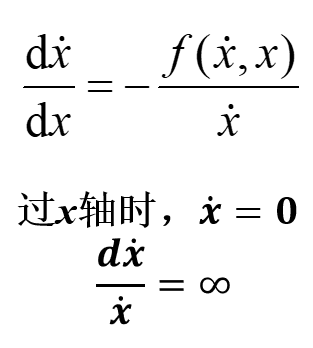 dẋ/dx = − f(ẋ, x)/ẋ
过x轴时，ẋ = 0
dẋ/ẋ = ∞